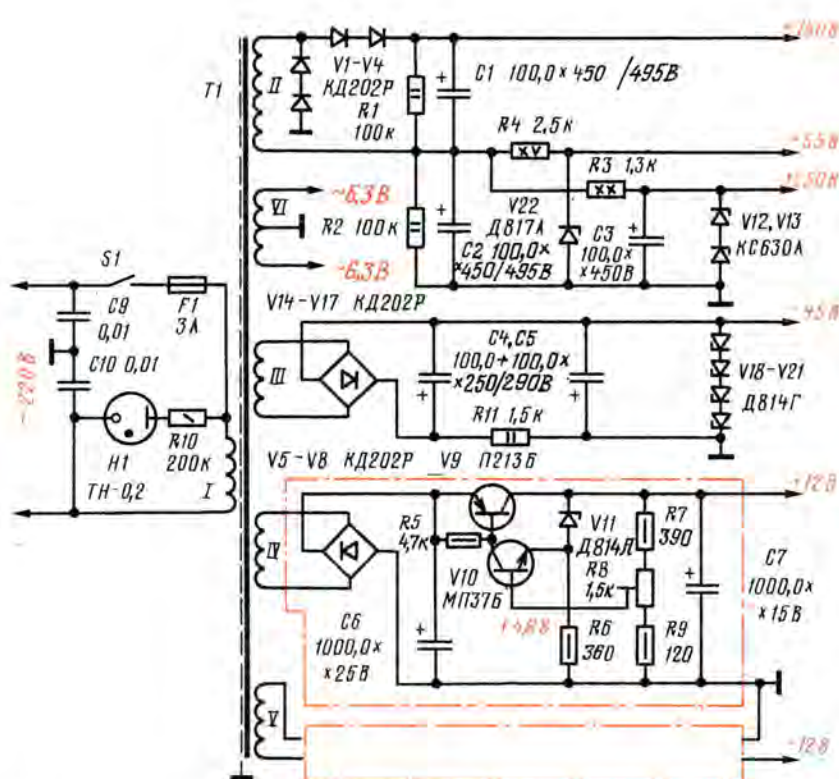 V1-V4
КД202Р
C1 100,0 × 450 /495В
T1
II
R1
100к
R4 2,5к
+55В
R3 1,3к
~6,3В
VI
R2 100к
V22
Д817А
C2 100,0×
×450/495В
C3
100,0×
×450В
V12, V13
КС630А
~6,3В
S1
F1
3А
C9
0,01
C10 0,01
~220В
R10
200к
H1
ТН-0,2
I
V14-V17 КД202Р
III
C4, C5
100,0+100,0×
×250/290В
R11 1,5к
V18-V21
Д814Г
V5-V8 КД202Р
V9 П213Б
+12В
IV
R5
4,7к
V10
МП37Б
V11
Д814Д
R7
390
R8
1,5к
C7
1000,0×
×15В
C6
1000,0×
×25В
R6
360
R9
120
V
-12В